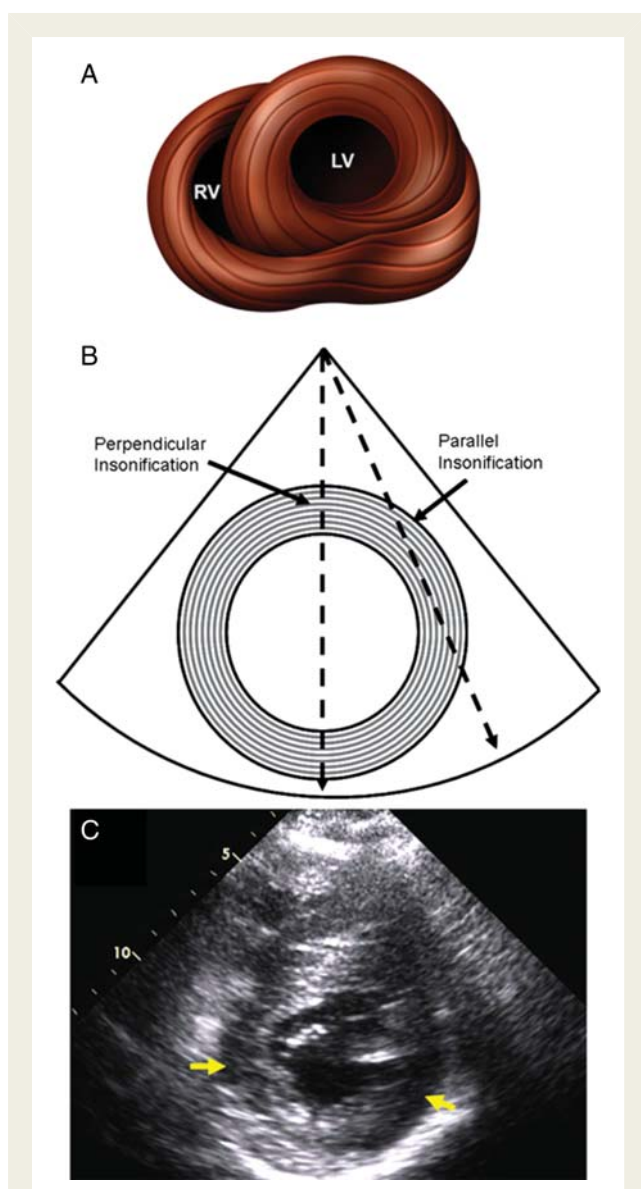 A
RV
LV
B
Perpendicular
Insonification
Parallel
Insonification
C
5
10